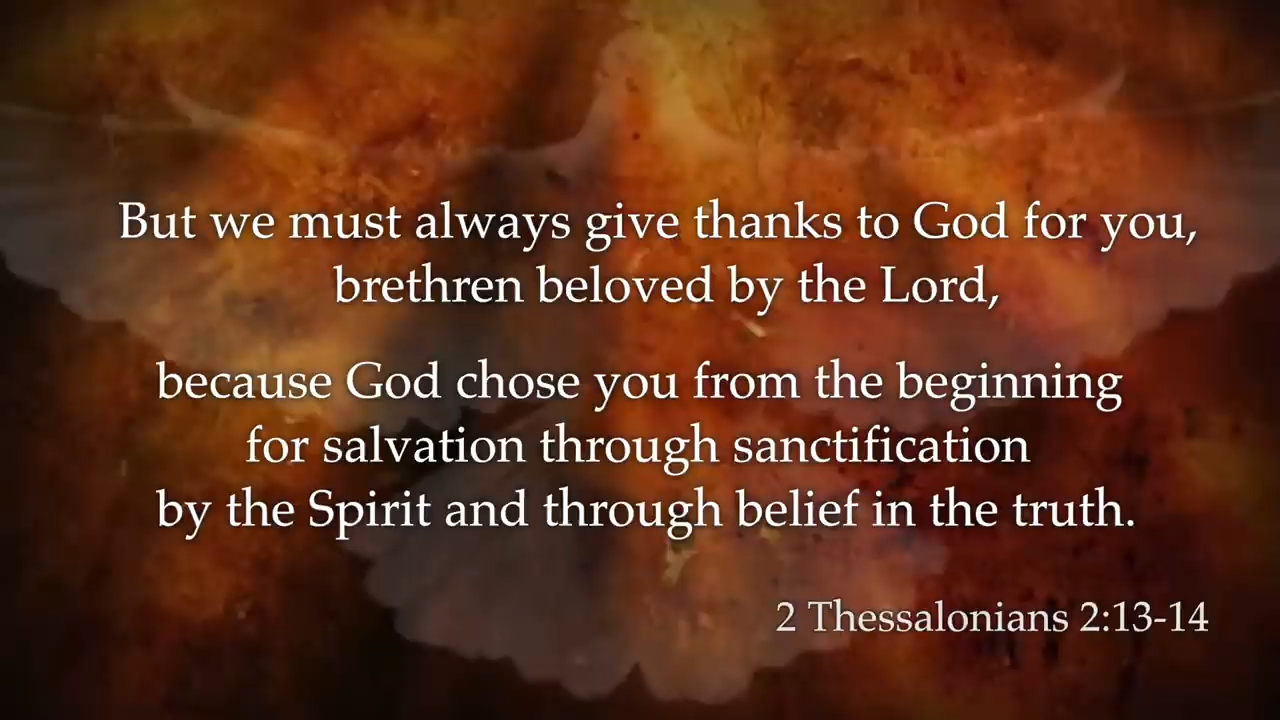 But we must always give thanks to God for you,
brethren beloved by the Lord,
because God chose you from the beginning
for salvation through sanctification
by the Spirit and through belief in the truth.
2 Thessalonians 2:13-14